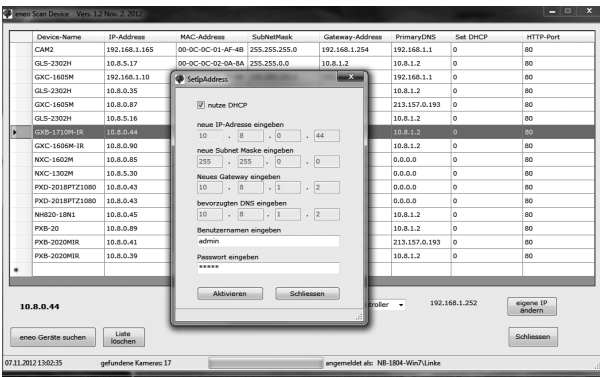 eneo Scan Device Vers. 1.2 Nov. 2. 2012
Device-Name IP-Address MAC-Address SubNetMask Gateway-Address PrimaryDNS Set DHCP HTTP-Port
CAM2 192.168.1.165 00-0C-0C-01-AF-4B 255.255.255.0 192.168.1.254 192.168.1.1 0 80
GLS-2302H 10.8.5.17 00-0C-0C-02-0A-8A 255.255.0.0 10.8.1.2 10.8.1.2 0 80
GXC-1605M 192.168.1.10 192.168.1.1 0 80
GLS-2302H 10.8.0.35 10.8.1.2 0 80
GXC-1605M 10.8.0.87 213.157.0.193 0 80
GLS-2302H 10.8.5.16 10.8.1.2 0 80
GXB-1710M-IR 10.8.0.44 10.8.1.2 0 80
GXC-1606M-IR 10.8.0.90 10.8.1.2 0 80
NXC-1602M 10.8.0.85 0.0.0.0 0 80
NXC-1302M 10.8.5.30 0.0.0.0 0 80
PXD-2018PTZ1080 10.8.0.43 0.0.0.0 0 80
PXD-2018PTZ1080 10.8.0.43 0.0.0.0 0 80
NH820-18N1 10.8.0.45 10.8.1.2 0 80
PXB-20 10.8.0.89 10.8.1.2 0 80
PXB-2020MIR 10.8.0.41 213.157.0.193 0 80
PXB-2020MIR 10.8.0.39 10.8.1.2 0 80
SetIpAddress
nutze DHCP
neue IP-Adresse eingeben
10 . 8 . 0 . 44
neue Subnet Maske eingeben
255 . 255 . 0 . 0
Neues Gateway eingeben
10 . 8 . 1 . 2
bevorzugten DNS eingeben
10 . 8 . 1 . 2
Benutzernamen eingeben
admin
Passwort eingeben
*****
Aktivieren Schliessen
10.8.0.44 troller 192.168.1.252 eigene IP
ändern
eneo Geräte suchen Liste
löschen Schliessen
07.11.2012 13:02:35 gefundene Kameras: 17 angemeldet als: NB-1804-Win7\Linke